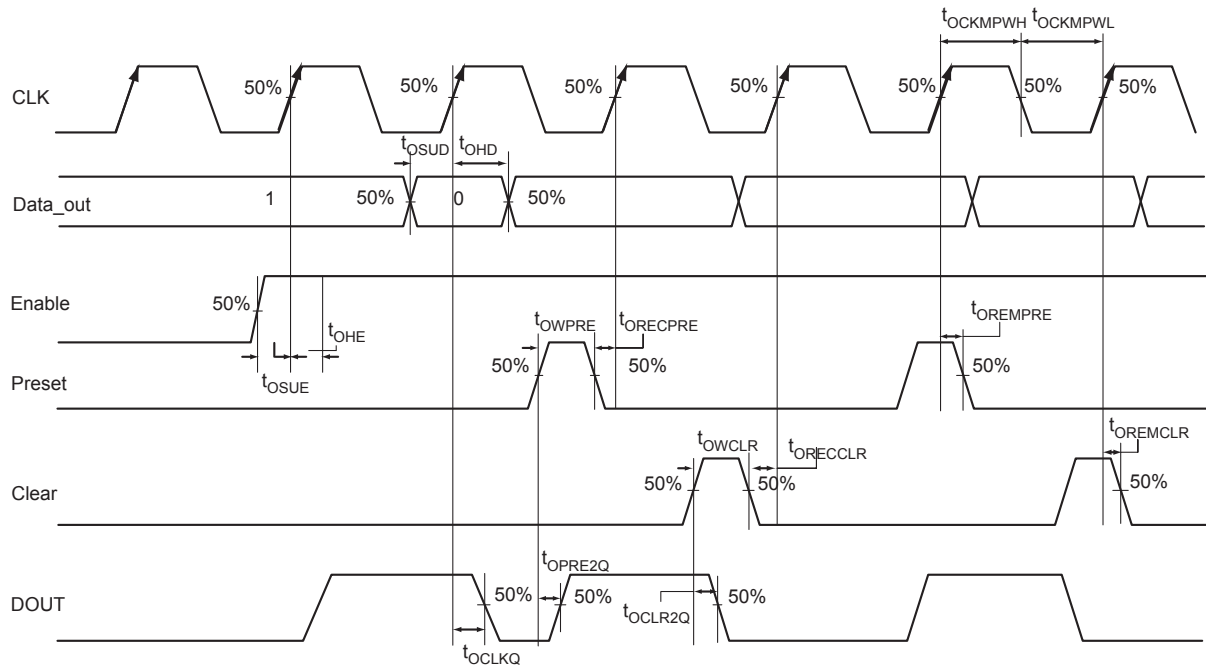 tOCKMPWH tOCKMPWL
CLK
50% 50% 50% 50% 50% 50% 50%
tOSUD tOHD
Data_out
1 50% 0 50%
Enable
50%
tOHE
tOWPRE tORECPRE tOREMPRE
Preset
tOSUE
50% 50% 50%
tOWCLR tORECCLR tOREMCLR
Clear
50% 50% 50%
tOPRE2Q
DOUT
50% 50% tOCLR2Q 50%
tOCLKQ